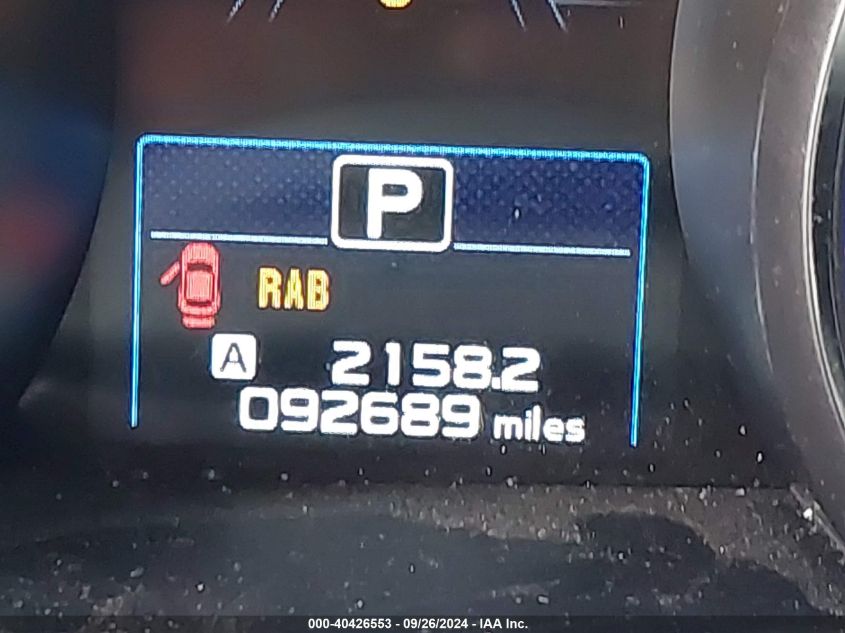 P
RAB
A 2158.2
092689 miles
000-40426553 - 09/26/2024 - IAA Inc.